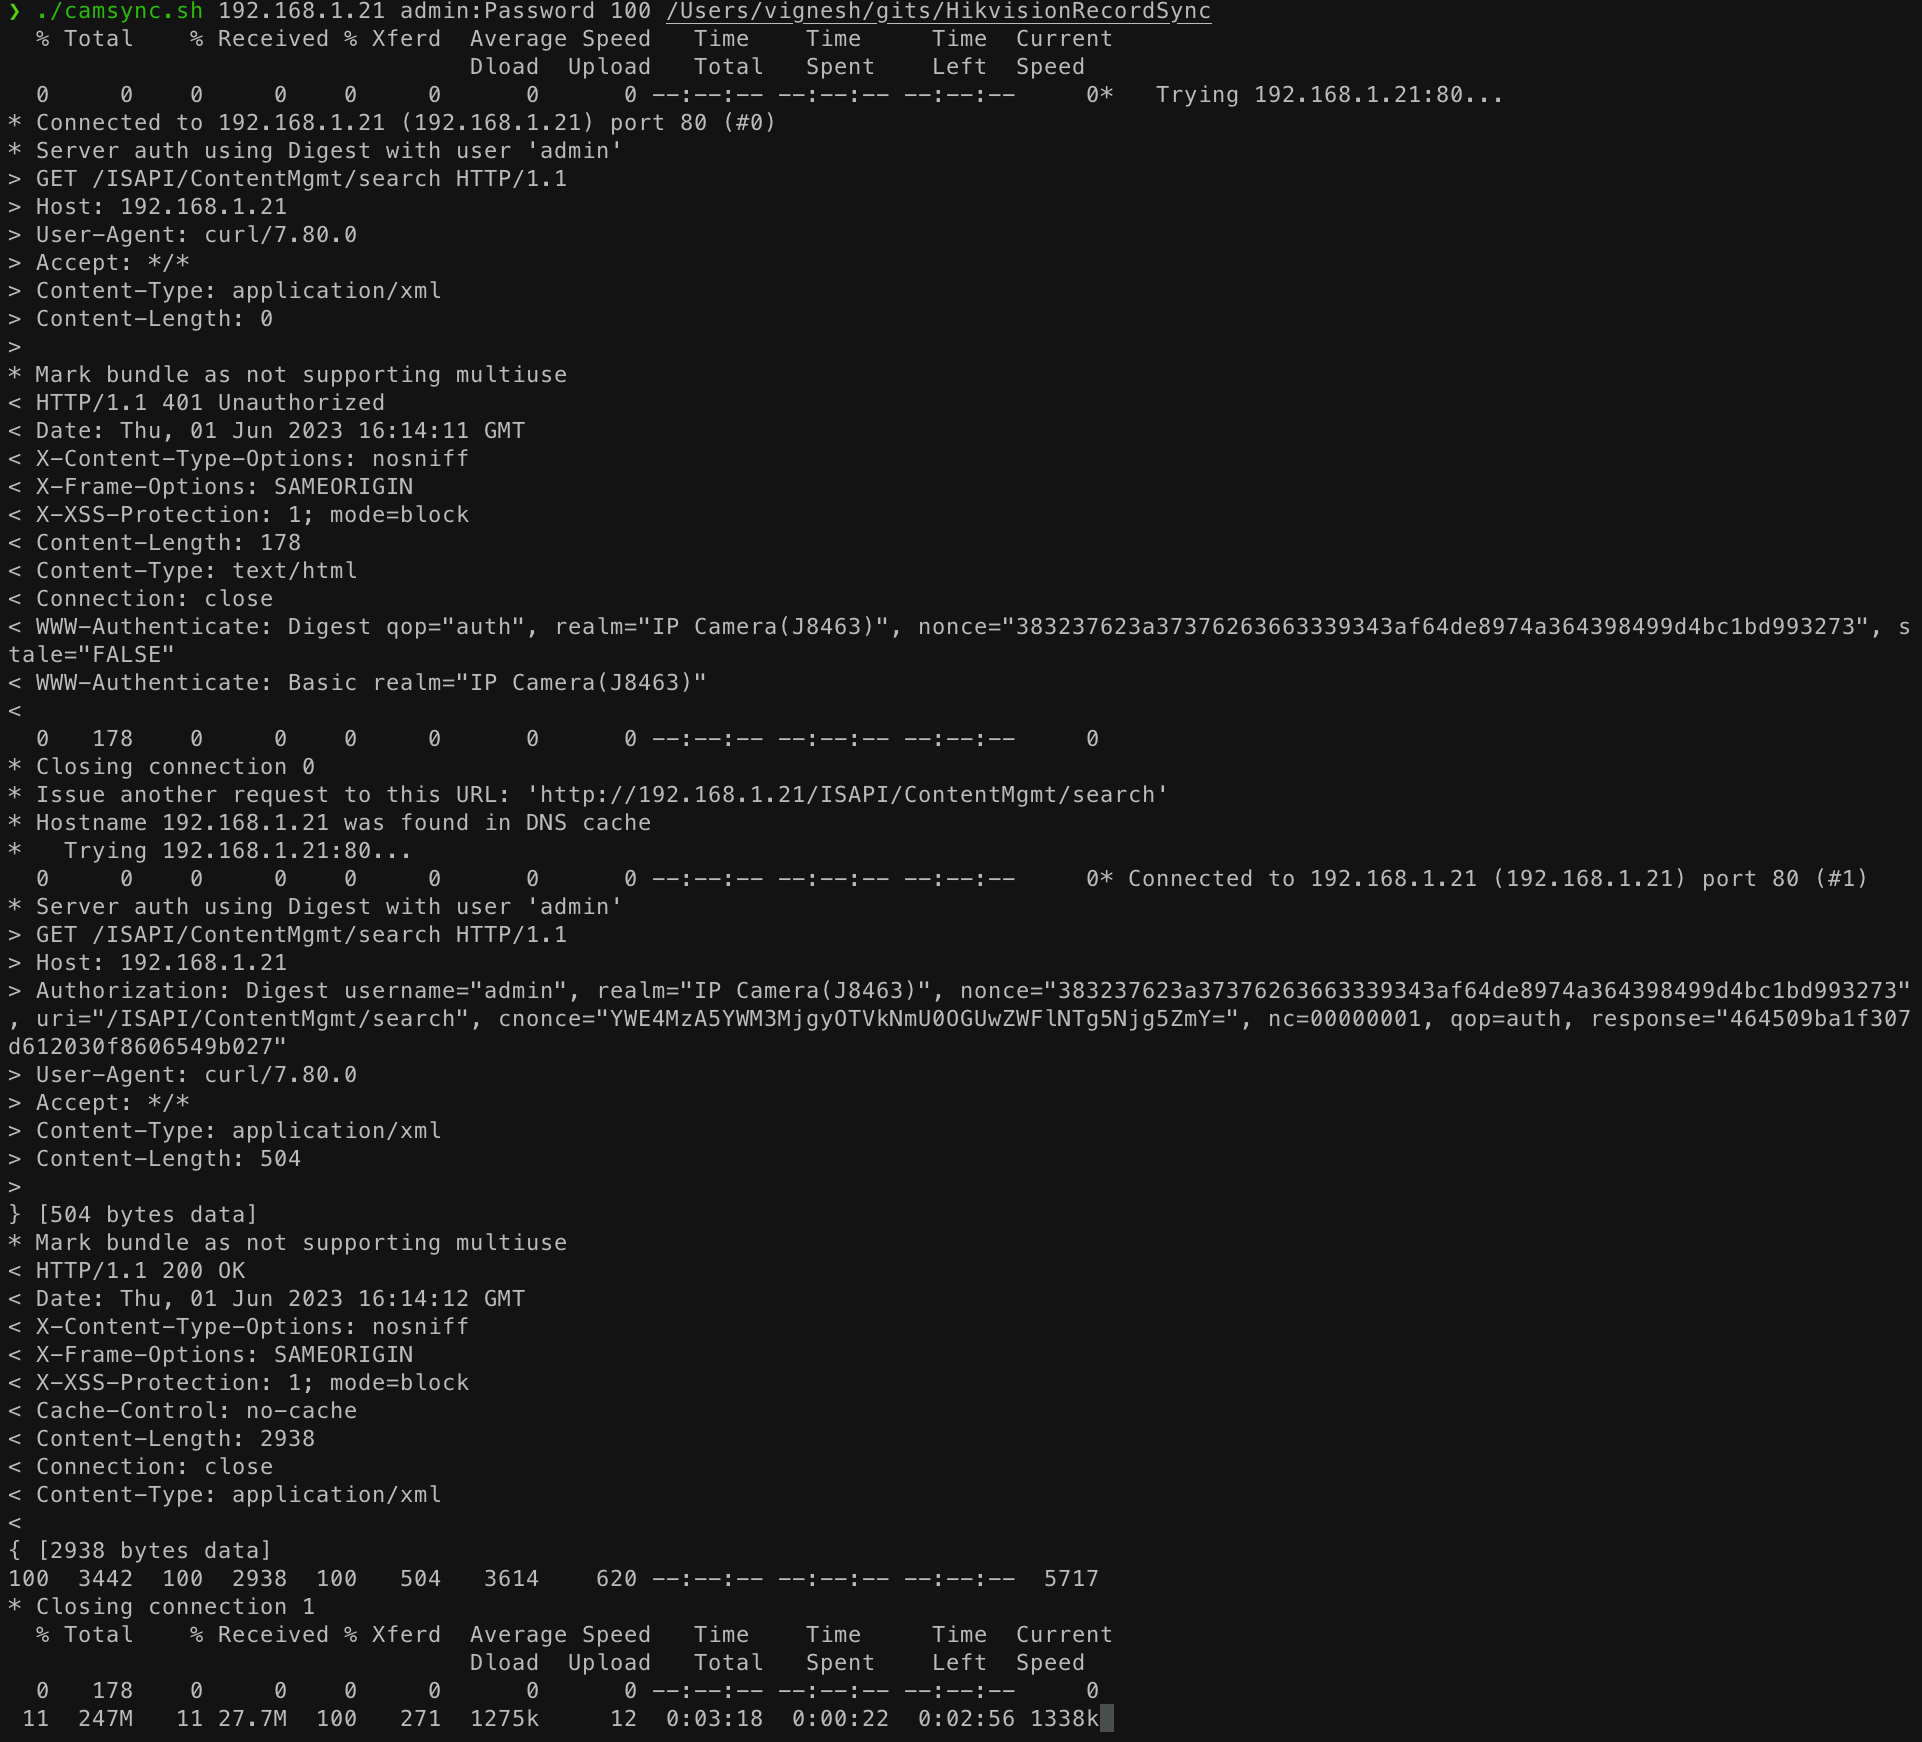 ❯ ./camsync.sh 192.168.1.21 admin:Password 100 /Users/vignesh/gits/HikvisionRecordSync
  % Total    % Received % Xferd  Average Speed   Time    Time     Time  Current
                                 Dload  Upload   Total   Spent    Left  Speed
  0     0    0     0    0     0      0      0 --:--:-- --:--:-- --:--:--     0*   Trying 192.168.1.21:80...
* Connected to 192.168.1.21 (192.168.1.21) port 80 (#0)
* Server auth using Digest with user 'admin'
> GET /ISAPI/ContentMgmt/search HTTP/1.1
> Host: 192.168.1.21
> User-Agent: curl/7.80.0
> Accept: */*
> Content-Type: application/xml
> Content-Length: 0
>
* Mark bundle as not supporting multiuse
< HTTP/1.1 401 Unauthorized
< Date: Thu, 01 Jun 2023 16:14:11 GMT
< X-Content-Type-Options: nosniff
< X-Frame-Options: SAMEORIGIN
< X-XSS-Protection: 1; mode=block
< Content-Length: 178
< Content-Type: text/html
< Connection: close
< WWW-Authenticate: Digest qop="auth", realm="IP Camera(J8463)", nonce="383237623a37376263663339343af64de8974a364398499d4bc1bd993273", s
tale="FALSE"
< WWW-Authenticate: Basic realm="IP Camera(J8463)"
<
  0   178    0     0    0     0      0      0 --:--:-- --:--:-- --:--:--     0
* Closing connection 0
* Issue another request to this URL: 'http://192.168.1.21/ISAPI/ContentMgmt/search'
* Hostname 192.168.1.21 was found in DNS cache
*   Trying 192.168.1.21:80...
  0     0    0     0    0     0      0      0 --:--:-- --:--:-- --:--:--     0* Connected to 192.168.1.21 (192.168.1.21) port 80 (#1)
* Server auth using Digest with user 'admin'
> GET /ISAPI/ContentMgmt/search HTTP/1.1
> Host: 192.168.1.21
> Authorization: Digest username="admin", realm="IP Camera(J8463)", nonce="383237623a37376263663339343af64de8974a364398499d4bc1bd993273"
, uri="/ISAPI/ContentMgmt/search", cnonce="YWE4MzA5YWM3MjgyOTVkNmU0OGUwZWFlNTg5Njg5ZmY=", nc=00000001, qop=auth, response="464509ba1f307
d612030f8606549b027"
> User-Agent: curl/7.80.0
> Accept: */*
> Content-Type: application/xml
> Content-Length: 504
>
} [504 bytes data]
* Mark bundle as not supporting multiuse
< HTTP/1.1 200 OK
< Date: Thu, 01 Jun 2023 16:14:12 GMT
< X-Content-Type-Options: nosniff
< X-Frame-Options: SAMEORIGIN
< X-XSS-Protection: 1; mode=block
< Cache-Control: no-cache
< Content-Length: 2938
< Connection: close
< Content-Type: application/xml
<
{ [2938 bytes data]
100  3442  100  2938  100   504   3614    620 --:--:-- --:--:-- --:--:--  5717
* Closing connection 1
  % Total    % Received % Xferd  Average Speed   Time    Time     Time  Current
                                 Dload  Upload   Total   Spent    Left  Speed
  0   178    0     0    0     0      0      0 --:--:-- --:--:-- --:--:--     0
 11  247M   11 27.7M  100   271  1275k     12  0:03:18  0:00:22  0:02:56 1338k